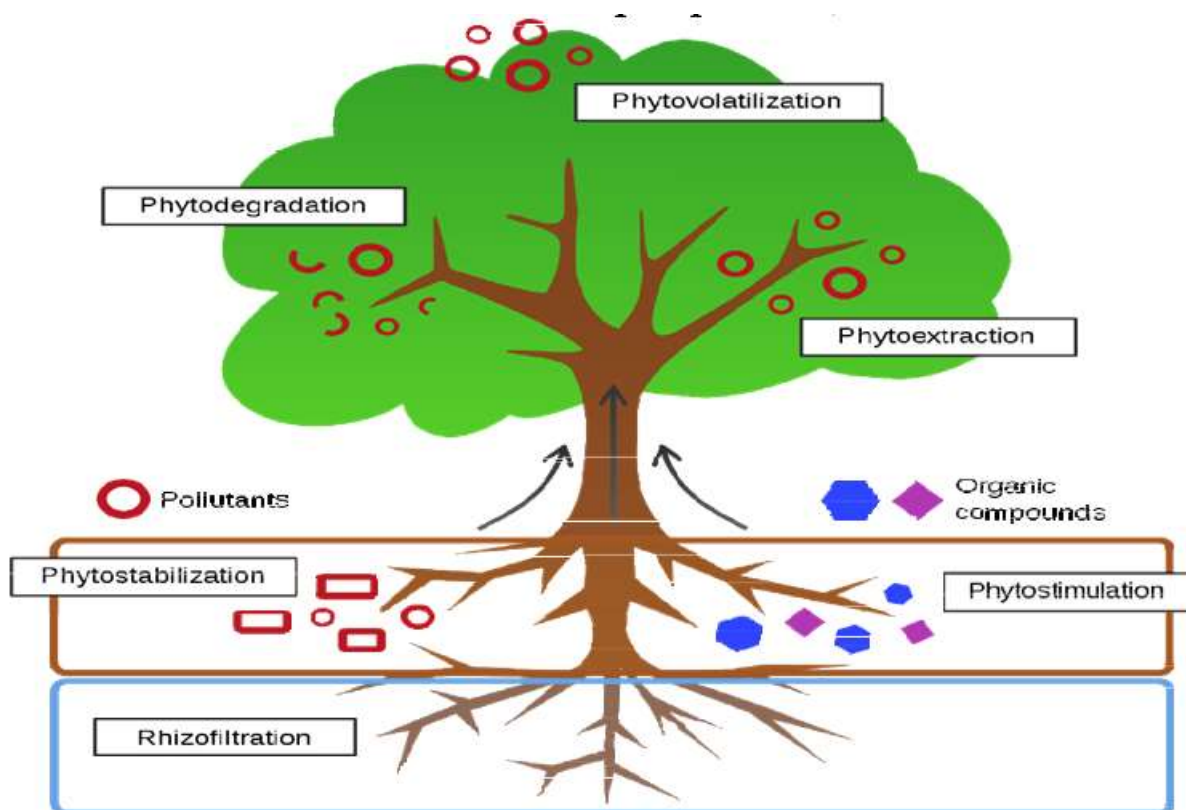 Phytovolatilization
Phytodegradation
Phytoextraction
Pollutants
Organic
compounds
Phytostabilization
Phytostimulation
Rhizofiltration